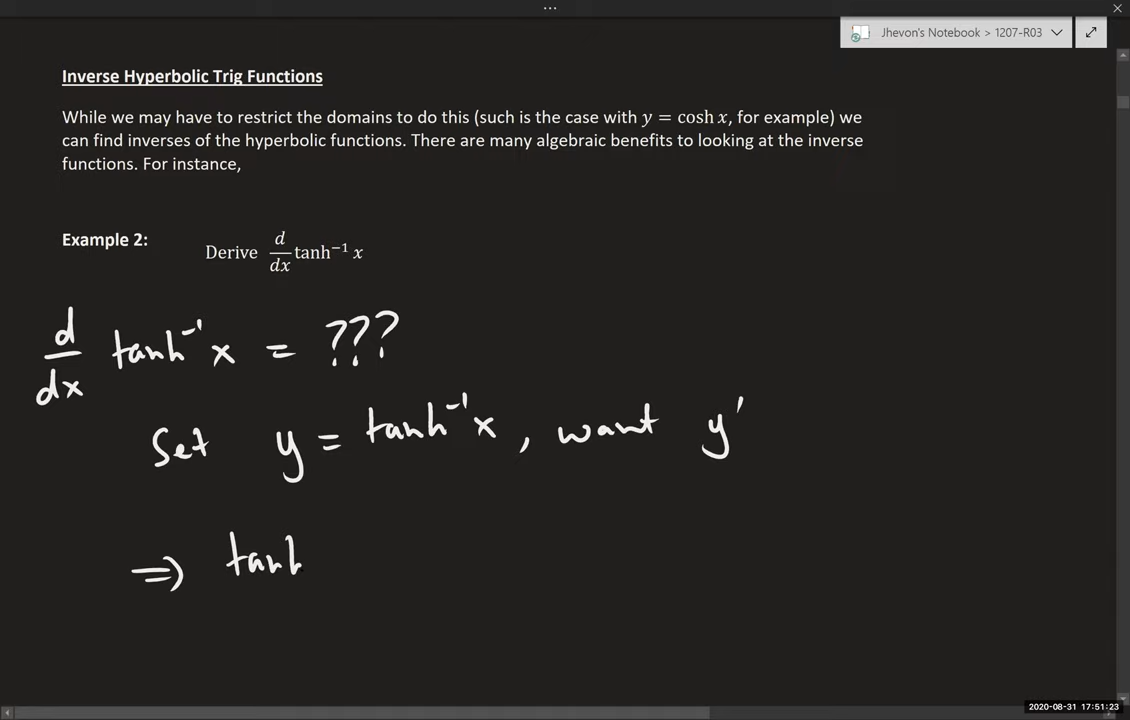 ...
Jhevon's Notebook > 1207-R03
Inverse Hyperbolic Trig Functions
While we may have to restrict the domains to do this (such is the case with y = cosh x, for example) we
can find inverses of the hyperbolic functions. There are many algebraic benefits to looking at the inverse
functions. For instance,
Example 2: Derive d/dx tanh⁻¹ x
d/dx tanh⁻¹ x = ???
Set y = tanh⁻¹ x , want y'
⇒ tanh
2020-08-31 17:51:23